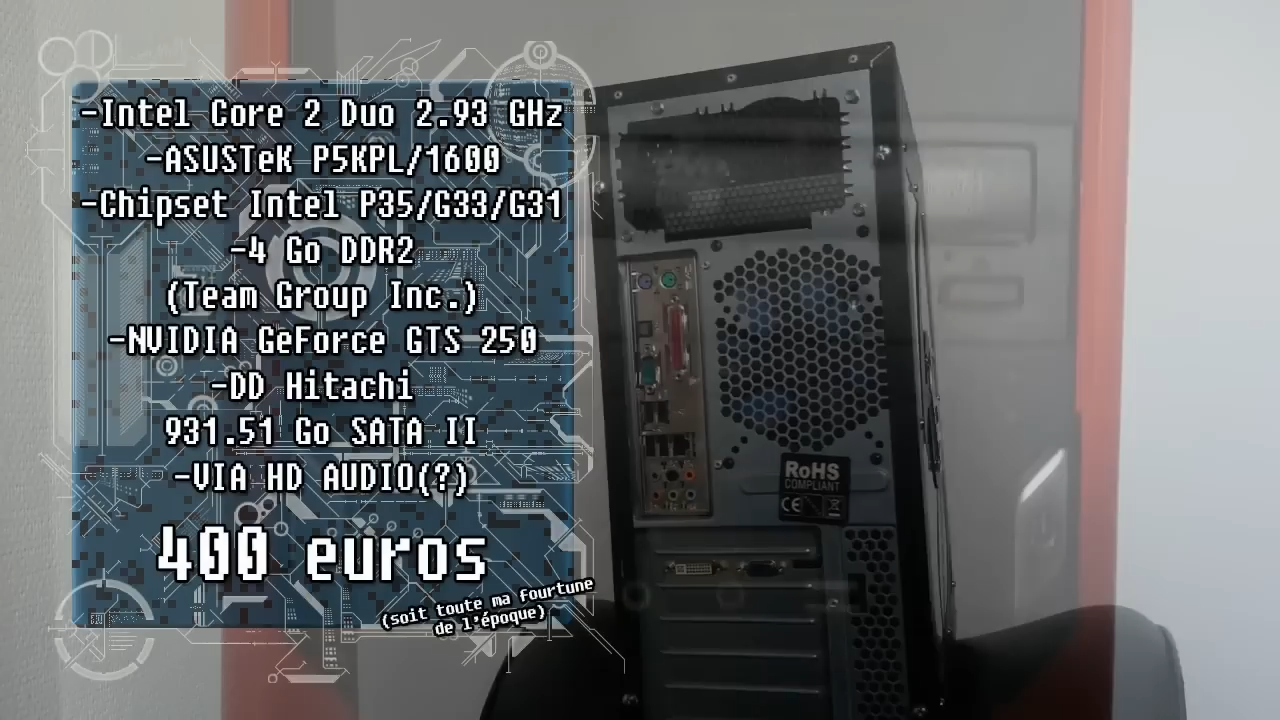 -Intel Core 2 Duo 2.93 GHz
-ASUSTeK P5KPL/1600
-Chipset Intel P35/G33/G31
-4 Go DDR2
(Team Group Inc.)
-NVIDIA GeForce GTS 250
-DD Hitachi
931.51 Go SATA II
-VIA HD AUDIO(?)
400 euros
(soit toute ma fourtune
de l'époque)
RoHS
COMPLIANT
CE